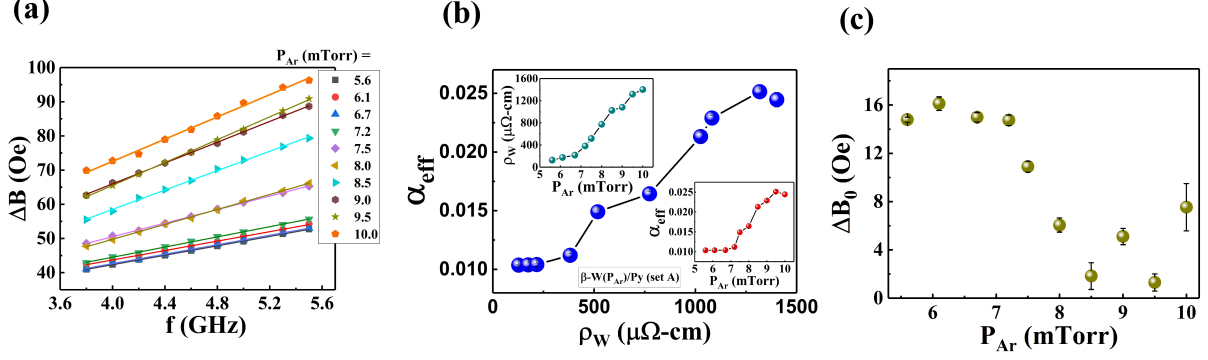 (a)
P_Ar (mTorr) =
5.6
6.1
6.7
7.2
7.5
8.0
8.5
9.0
9.5
10.0
100
90
80
70
60
50
40
ΔB (Oe)
3.6 4.0 4.4 4.8 5.2 5.6
f (GHz)
(b)
0.025
0.020
0.015
0.010
α_eff
0 500 1000 1500
ρ_W (μΩ-cm)
1600
1200
800
400
0
ρ_W (μΩ-cm)
5 6 7 8 9 10
P_Ar (mTorr)
0.025
0.020
0.015
0.010
α_eff
5 6 7 8 9 10
P_Ar (mTorr)
β-W(P_Ar)/Py (set A)
(c)
16
12
8
4
0
ΔB_0 (Oe)
6 7 8 9 10
P_Ar (mTorr)